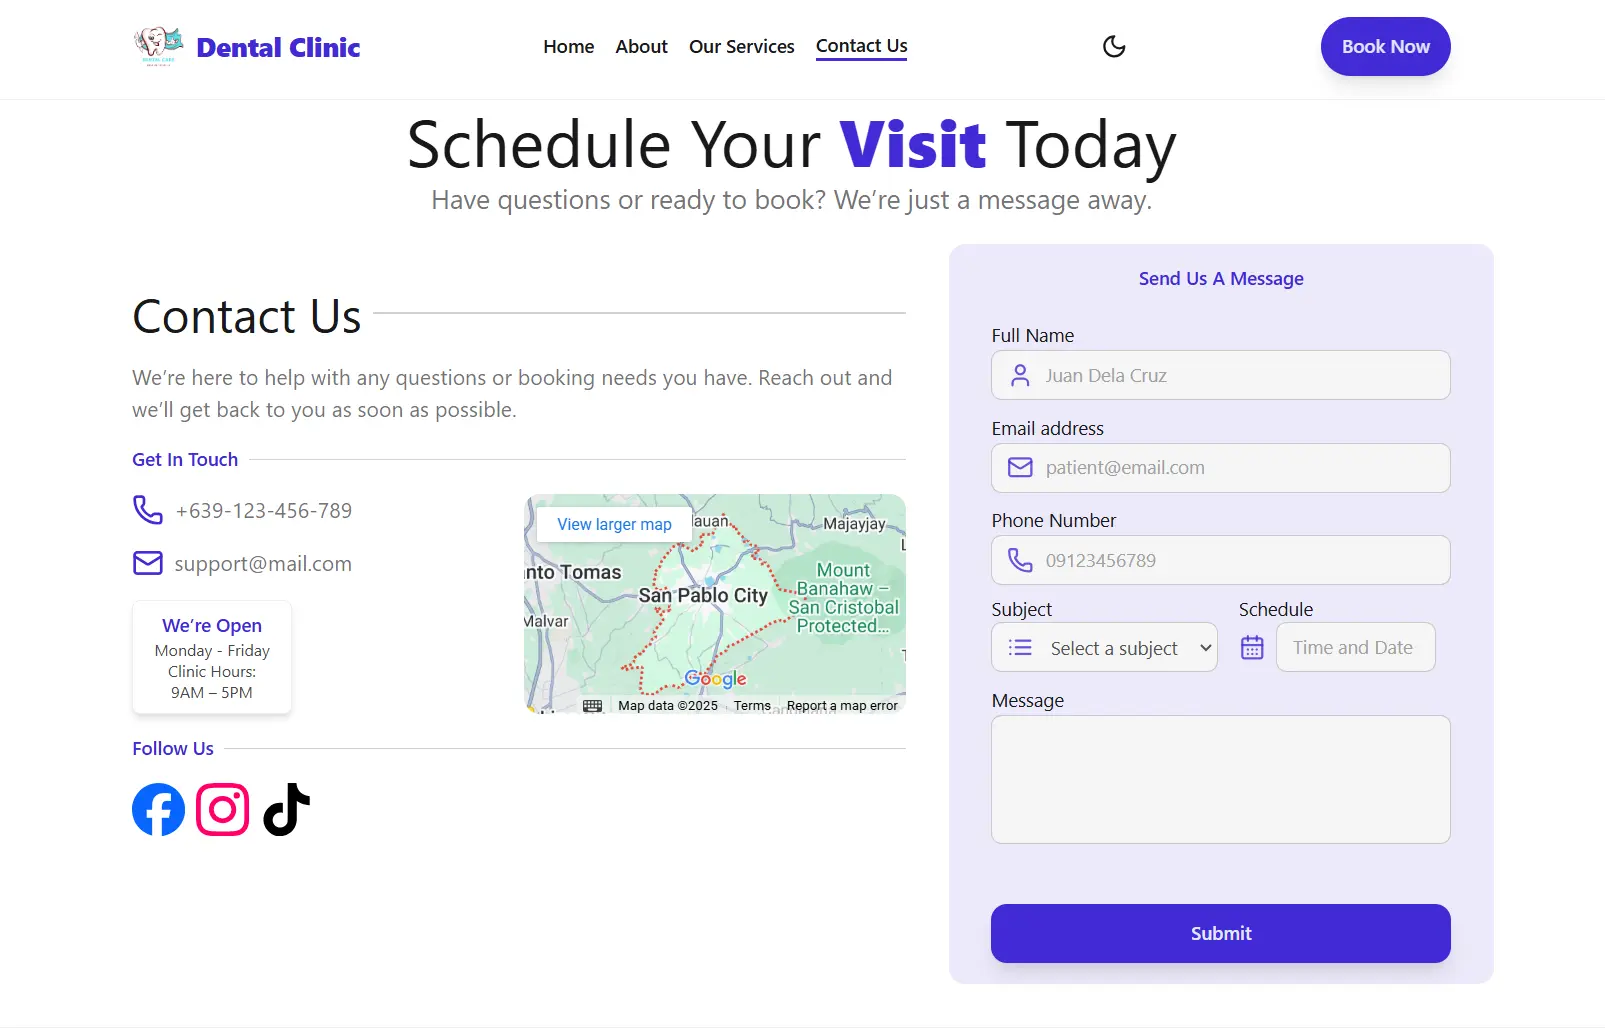 Dental Clinic
Home
About
Our Services
Contact Us
Book Now
Schedule Your Visit Today
Have questions or ready to book? We’re just a message away.
Contact Us
We’re here to help with any questions or booking needs you have. Reach out and
we’ll get back to you as soon as possible.
Get In Touch
+639-123-456-789
support@mail.com
We’re Open
Monday - Friday
Clinic Hours:
9AM – 5PM
View larger map
lauan
Majayjay
nto Tomas
San Pablo City
Mount
Banahaw –
San Cristobal
Protected...
Malvar
Google
Map data ©2025
Terms
Report a map error
Follow Us
Send Us A Message
Full Name
Juan Dela Cruz
Email address
patient@email.com
Phone Number
09123456789
Subject
Schedule
Select a subject
Time and Date
Message
Submit